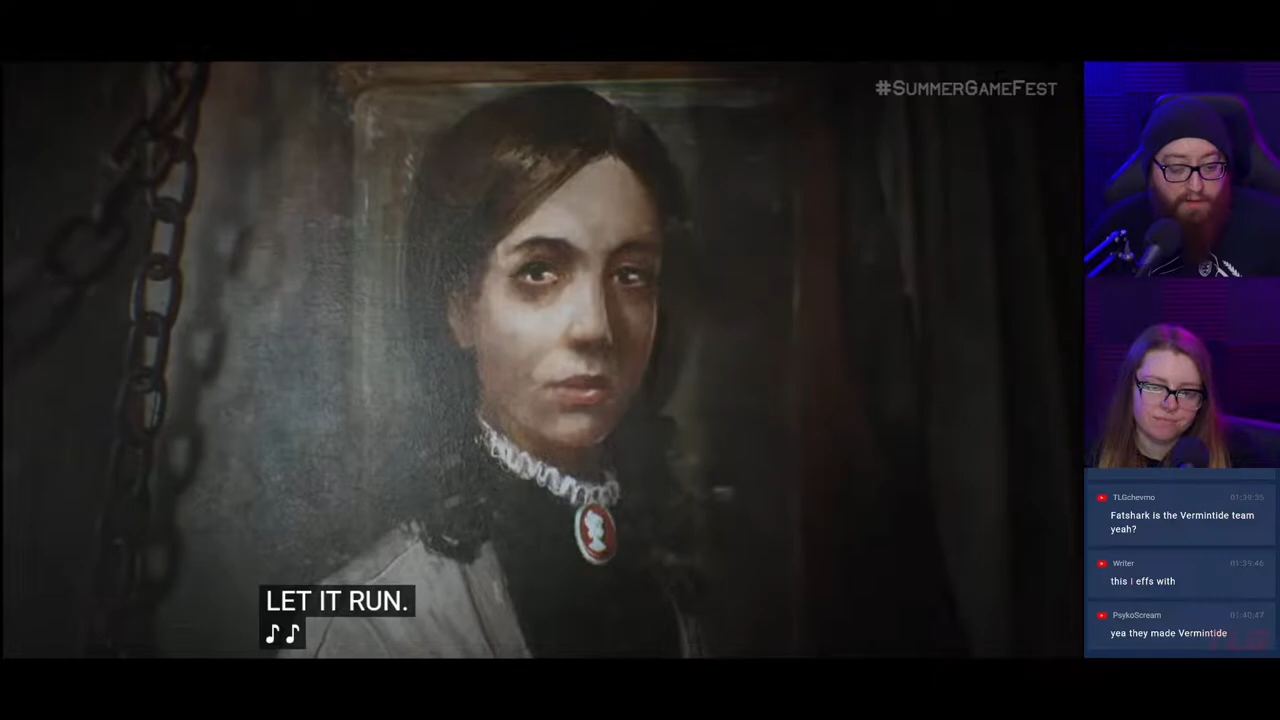 #SUMMERGAMEFEST
LET IT RUN.
♪♪
TLGchevmo 01:39:35
Fatshark is the Vermintide team
yeah?
Writer 01:39:46
this I effs with
PsykoScream 01:40:47
yea they made Vermintide
TLG